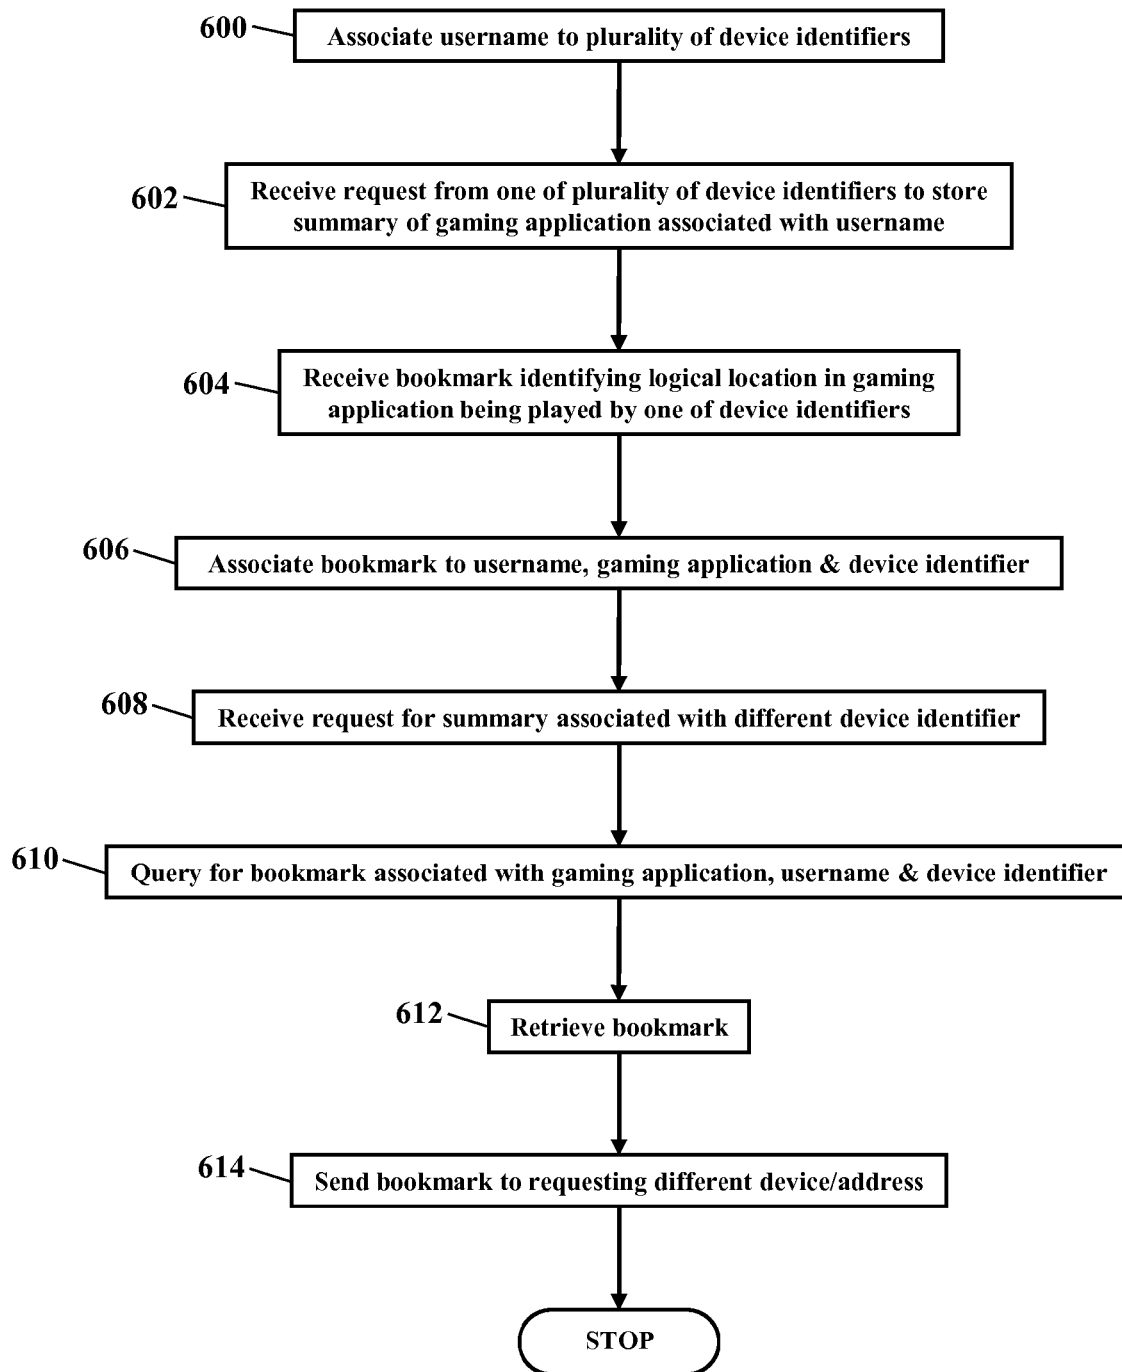 600
Associate username to plurality of device identifiers
602
Receive request from one of plurality of device identifiers to store
summary of gaming application associated with username
604
Receive bookmark identifying logical location in gaming
application being played by one of device identifiers
606
Associate bookmark to username, gaming application & device identifier
608
Receive request for summary associated with different device identifier
610
Query for bookmark associated with gaming application, username & device identifier
612
Retrieve bookmark
614
Send bookmark to requesting different device/address
STOP